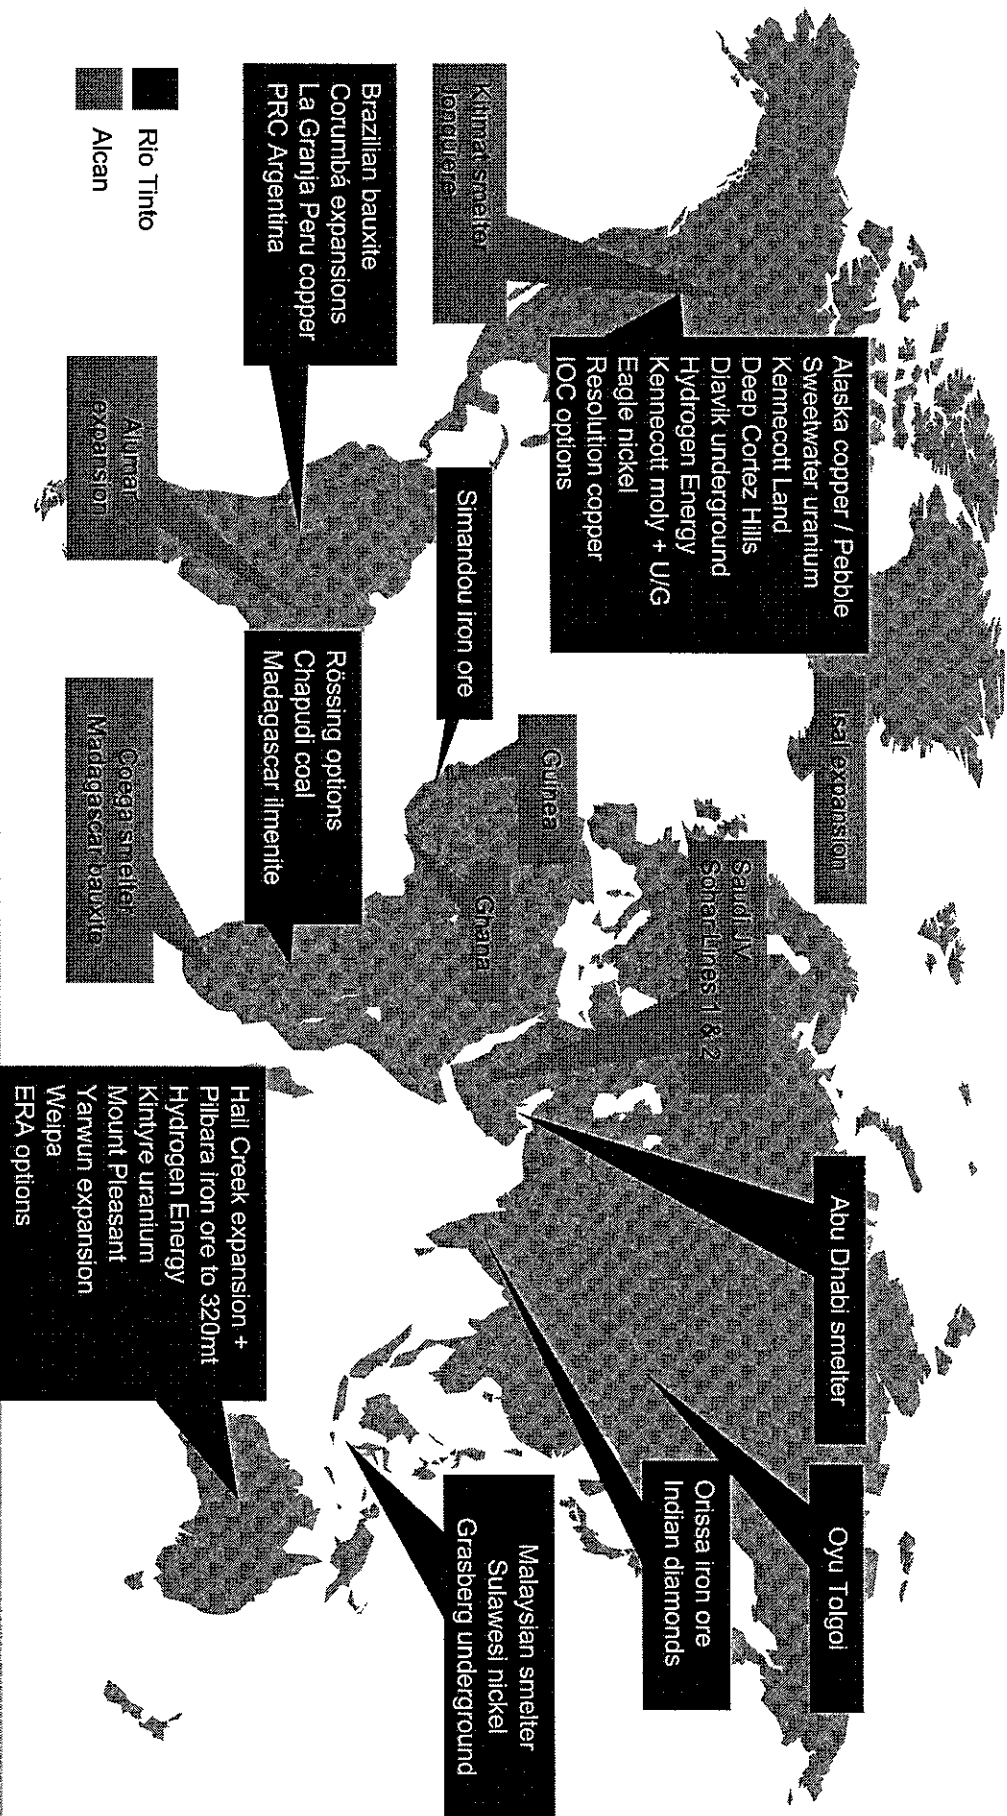 Alaska copper / Pebble
Sweetwater uranium
Kennecott Land
Deep Cortez Hills
Diavik underground
Hydrogen Energy
Kennecott moly + U/G
Eagle nickel
Resolution copper
IOC options
Isal expansion
Abu Dhabi smelter
Oyu Tolgoi
Saudi JV
Sohar Lines 1 & 2
Orissa iron ore
Indian diamonds
Kitimat smelter
Jonquiere
Simandou iron ore
Guinea
Ghana
Malaysian smelter
Sulawesi nickel
Grasberg underground
Brazilian bauxite
Corumbá expansions
La Granja Peru copper
PRC Argentina
Rössing options
Chapudi coal
Madagascar ilmenite
Hail Creek expansion +
Pilbara iron ore to 320mt
Hydrogen Energy
Kintyre uranium
Mount Pleasant
Yarwun expansion
Weipa
ERA options
Alumar
expansion
Coega smelter
Madagascar bauxite
Rio Tinto
Alcan